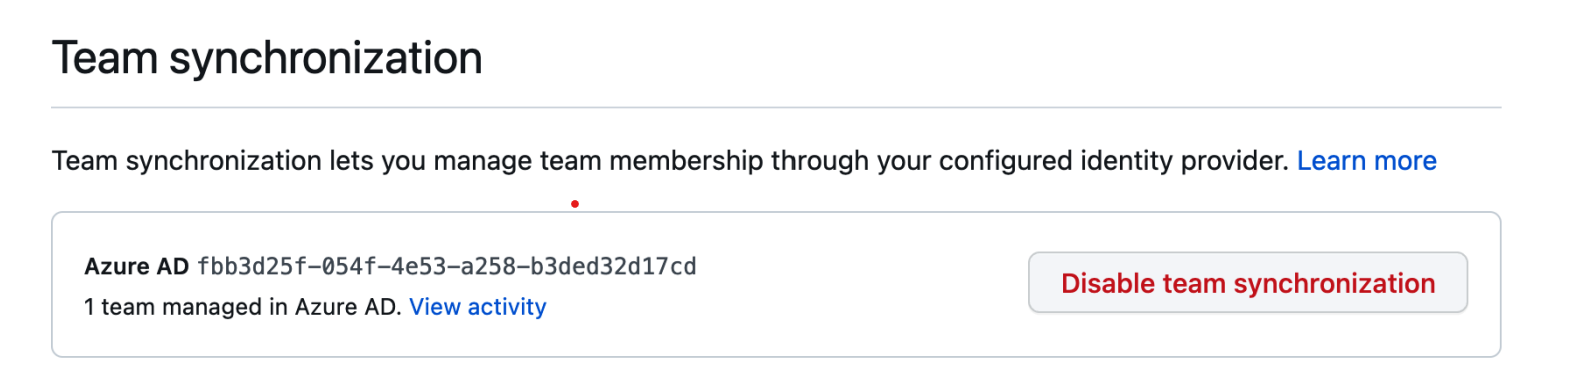 Team synchronization
Team synchronization lets you manage team membership through your configured identity provider. Learn more
Azure AD fbb3d25f-054f-4e53-a258-b3ded32d17cd
1 team managed in Azure AD. View activity
Disable team synchronization